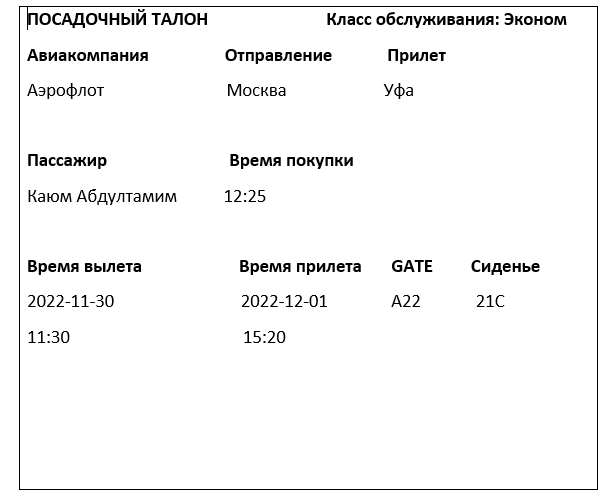 ПОСАДОЧНЫЙ ТАЛОН Класс обслуживания: Эконом
Авиакомпания Отправление Прилет
Аэрофлот Москва Уфа
Пассажир Время покупки
Каюм Абдултамим 12:25
Время вылета Время прилета GATE Сиденье
2022-11-30 2022-12-01 A22 21C
11:30 15:20